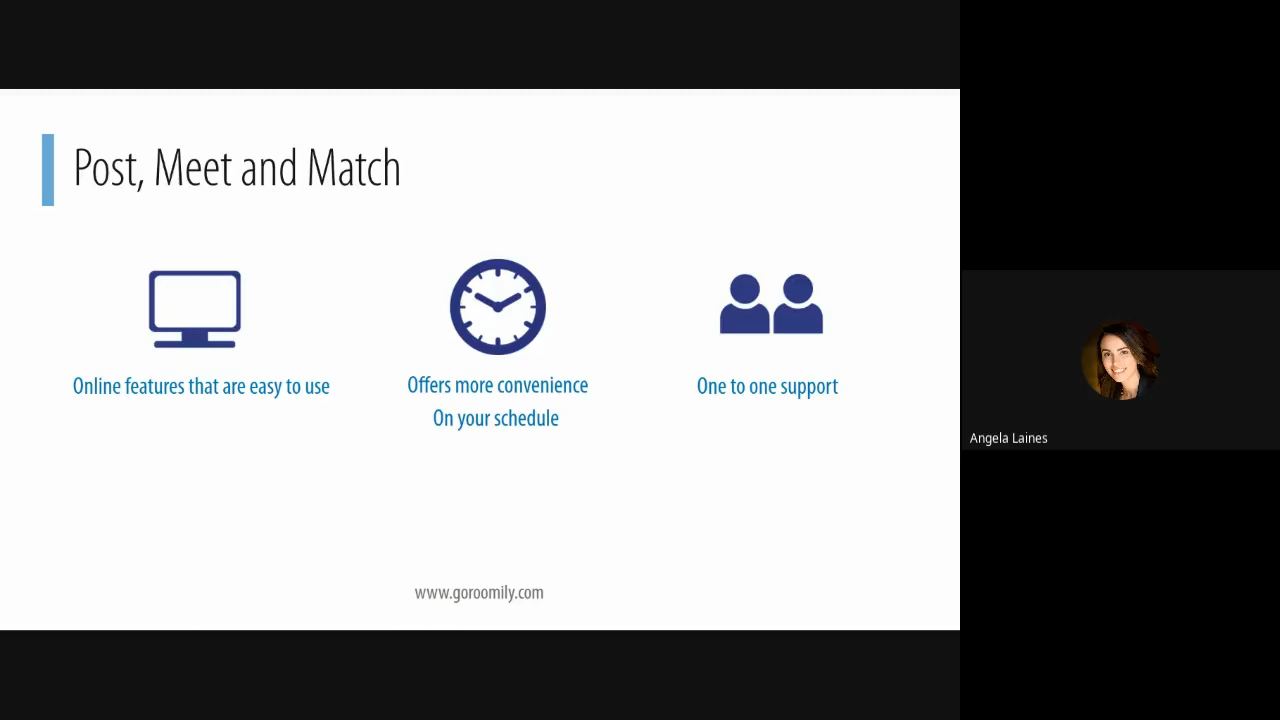 Post, Meet and Match
Online features that are easy to use
Offers more convenience
On your schedule
One to one support
www.goroomily.com
Angela Laines